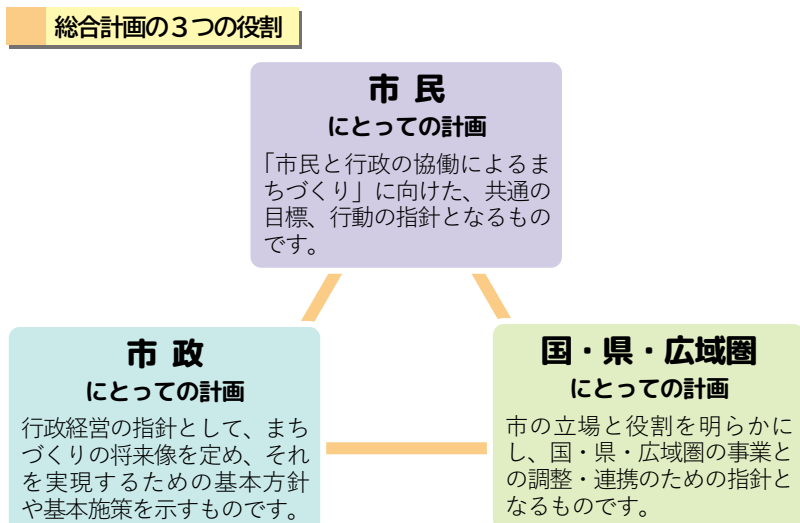 総合計画の３つの役割
市 民
にとっての計画
「市民と行政の協働によるま
ちづくり」に向けた、共通の
目標、行動の指針となるもの
です。
市 政
にとっての計画
行政経営の指針として、まち
づくりの将来像を定め、それ
を実現するための基本方針
や基本施策を示すものです。
国・県・広域圏
にとっての計画
市の立場と役割を明らかに
し、国・県・広域圏の事業と
の調整・連携のための指針と
なるものです。